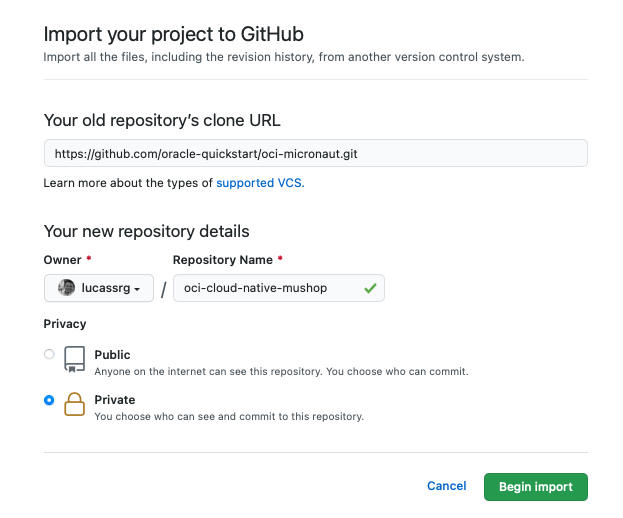 Import your project to GitHub
Import all the files, including the revision history, from another version control system.
Your old repository’s clone URL
https://github.com/oracle-quickstart/oci-micronaut.git
Learn more about the types of supported VCS.
Your new repository details
Owner *
Repository Name *
lucassrg
/
oci-cloud-native-mushop
Privacy
Public
Anyone on the internet can see this repository. You choose who can commit.
Private
You choose who can see and commit to this repository.
Cancel
Begin import